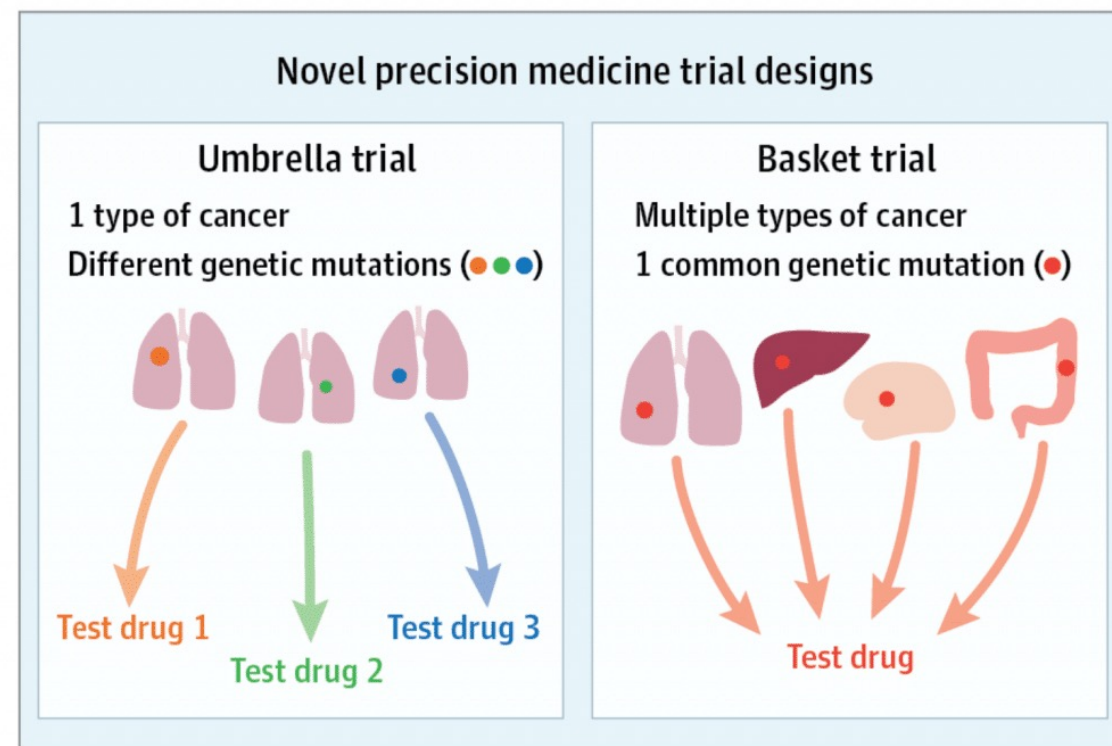 Novel precision medicine trial designs
Umbrella trial
1 type of cancer
Different genetic mutations ( )
Test drug 1
Test drug 2
Test drug 3
Basket trial
Multiple types of cancer
1 common genetic mutation ( )
Test drug